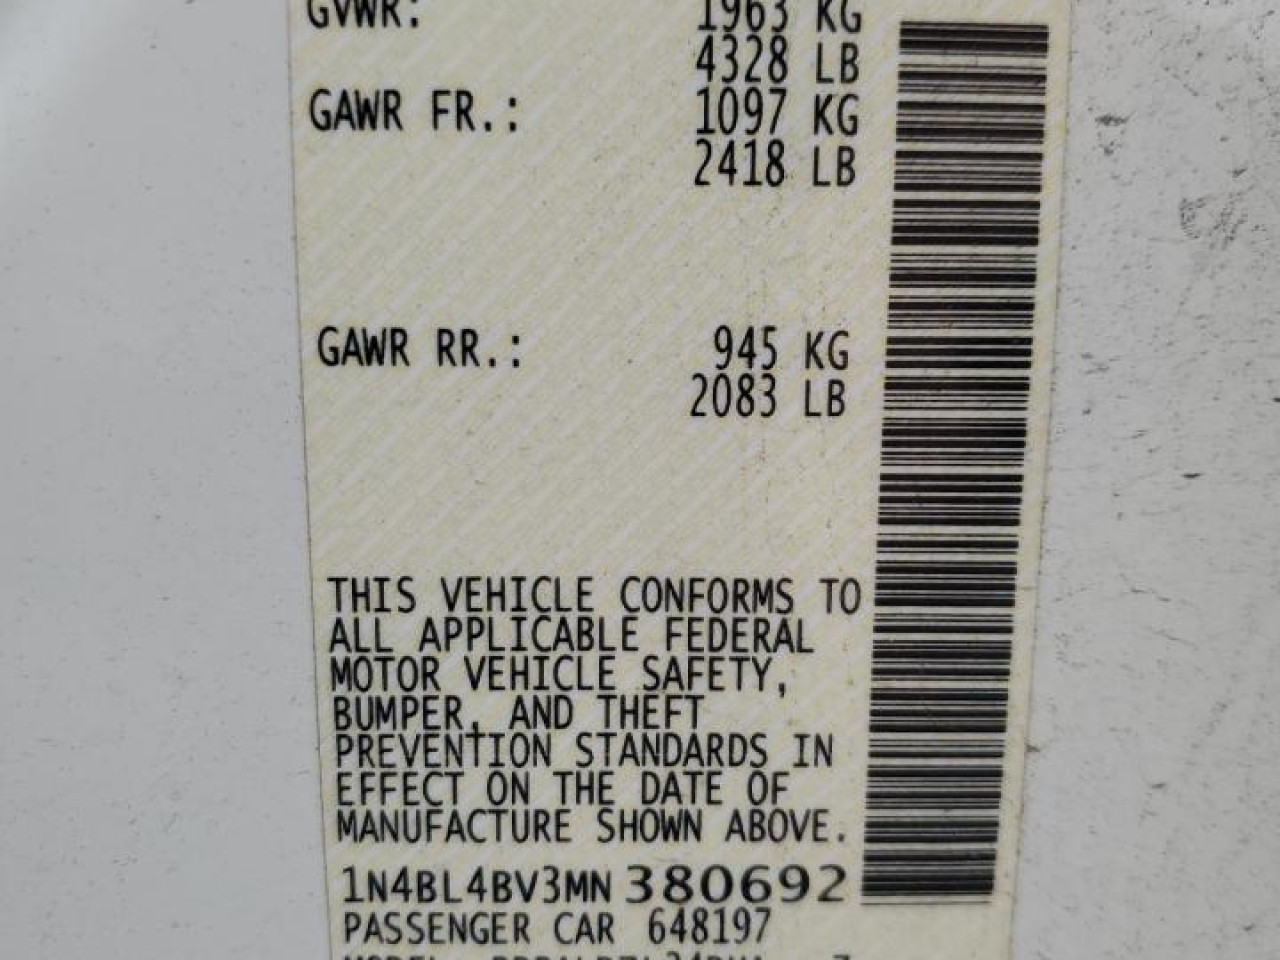 GVWR: 1963 KG
4328 LB
GAWR FR.: 1097 KG
2418 LB
GAWR RR.: 945 KG
2083 LB
THIS VEHICLE CONFORMS TO
ALL APPLICABLE FEDERAL
MOTOR VEHICLE SAFETY,
BUMPER, AND THEFT
PREVENTION STANDARDS IN
EFFECT ON THE DATE OF
MANUFACTURE SHOWN ABOVE.
1N4BL4BV3MN380692
PASSENGER CAR 648197